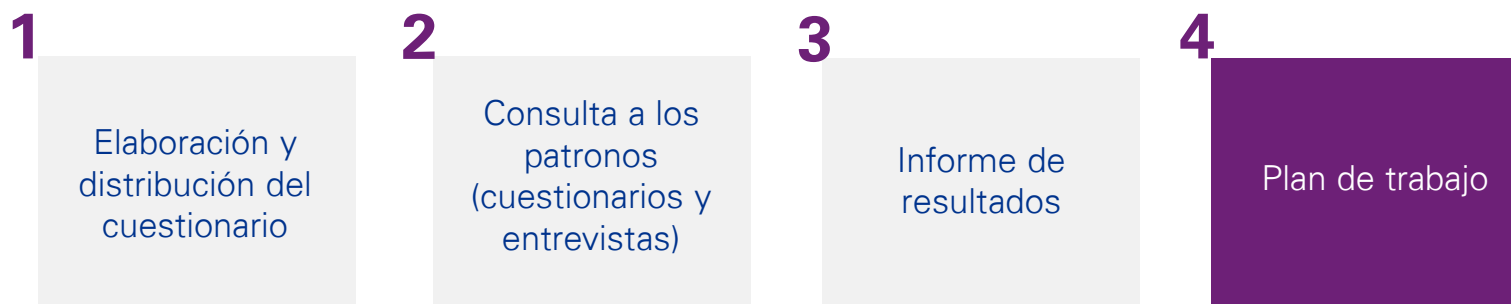 1
Elaboración y
distribución del
cuestionario
2
Consulta a los
patronos
(cuestionarios y
entrevistas)
3
Informe de
resultados
4
Plan de trabajo